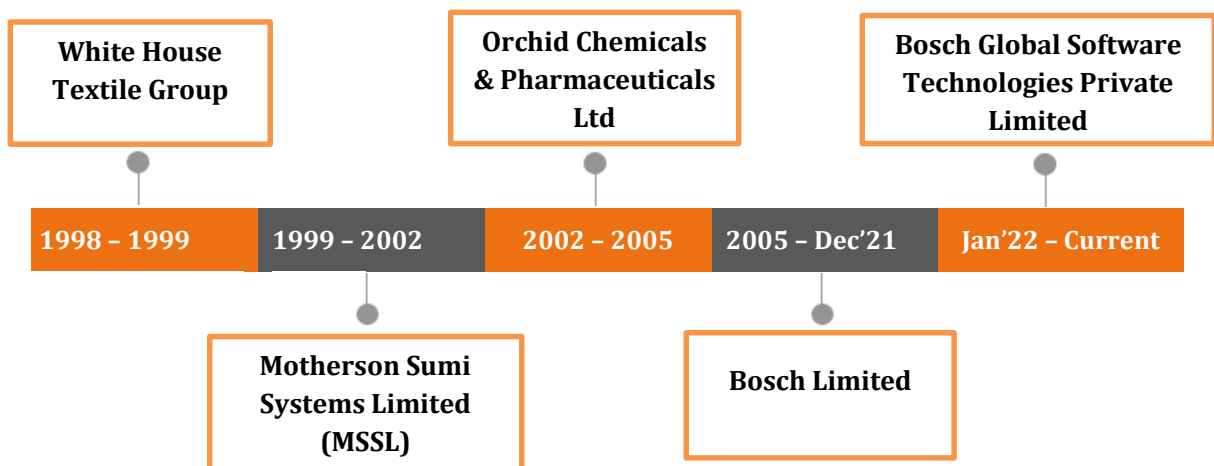 White House
Textile Group
Orchid Chemicals
& Pharmaceuticals
Ltd
Bosch Global Software
Technologies Private
Limited
1998 – 1999
1999 – 2002
2002 – 2005
2005 – Dec’21
Jan’22 – Current
Motherson Sumi
Systems Limited
(MSSL)
Bosch Limited